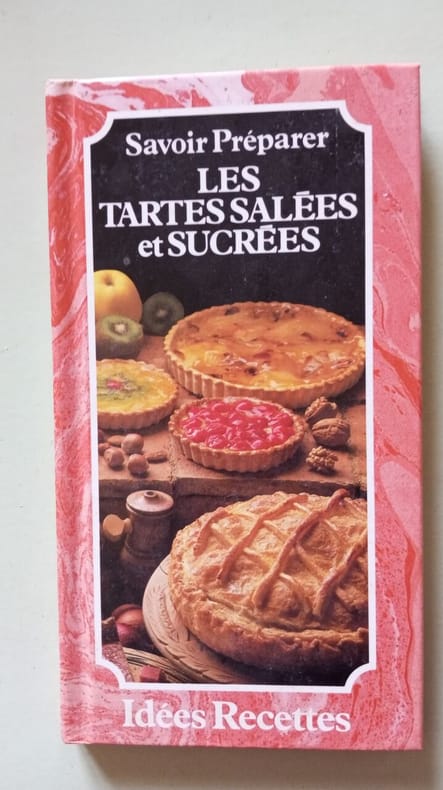 Savoir Préparer
LES
TARTES SALÉES
et SUCRÉES
Idées Recettes